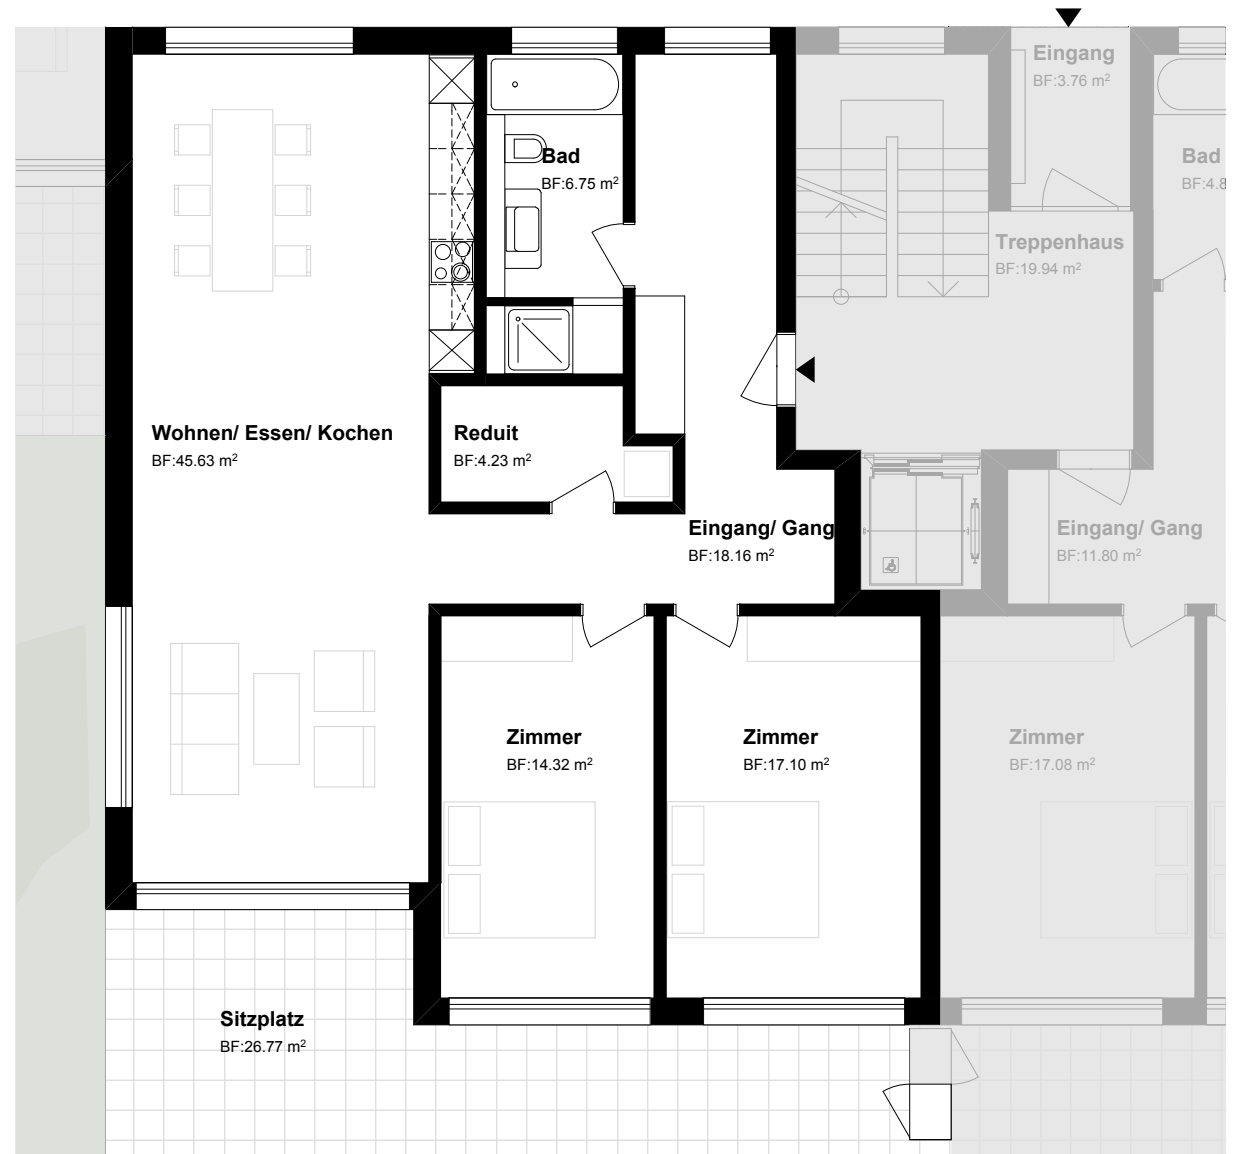 Eingang
BF:3.76 m²
Bad
BF:6.75 m²
Bad
BF:4.8
Treppenhaus
BF:19.94 m²
Wohnen/ Essen/ Kochen
BF:45.63 m²
Reduit
BF:4.23 m²
Eingang/ Gang
BF:18.16 m²
Eingang/ Gang
BF:11.80 m²
Zimmer
BF:14.32 m²
Zimmer
BF:17.10 m²
Zimmer
BF:17.08 m²
Sitzplatz
BF:26.77 m²